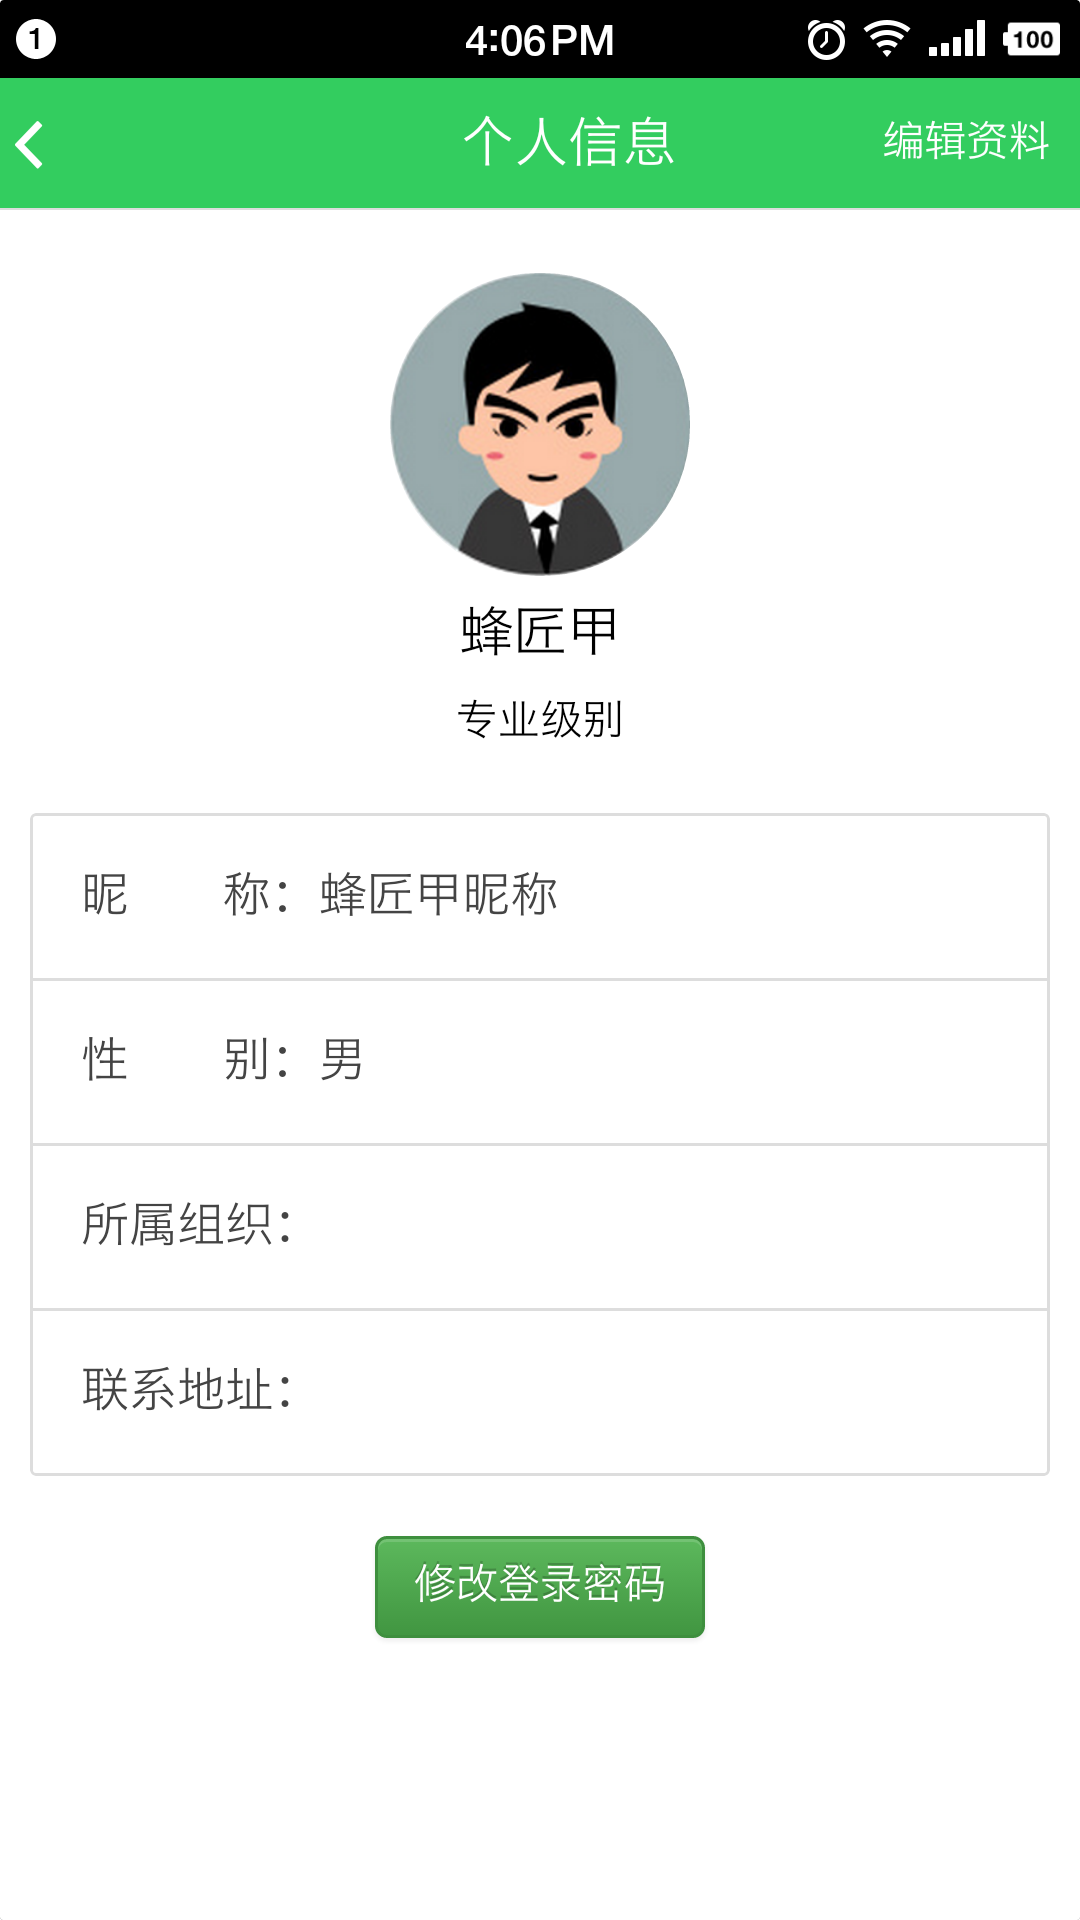 1 4:06PM 100
个人信息 编辑资料
蜂匠甲
专业级别
昵　　称：蜂匠甲昵称
性　　别：男
所属组织：
联系地址：
修改登录密码